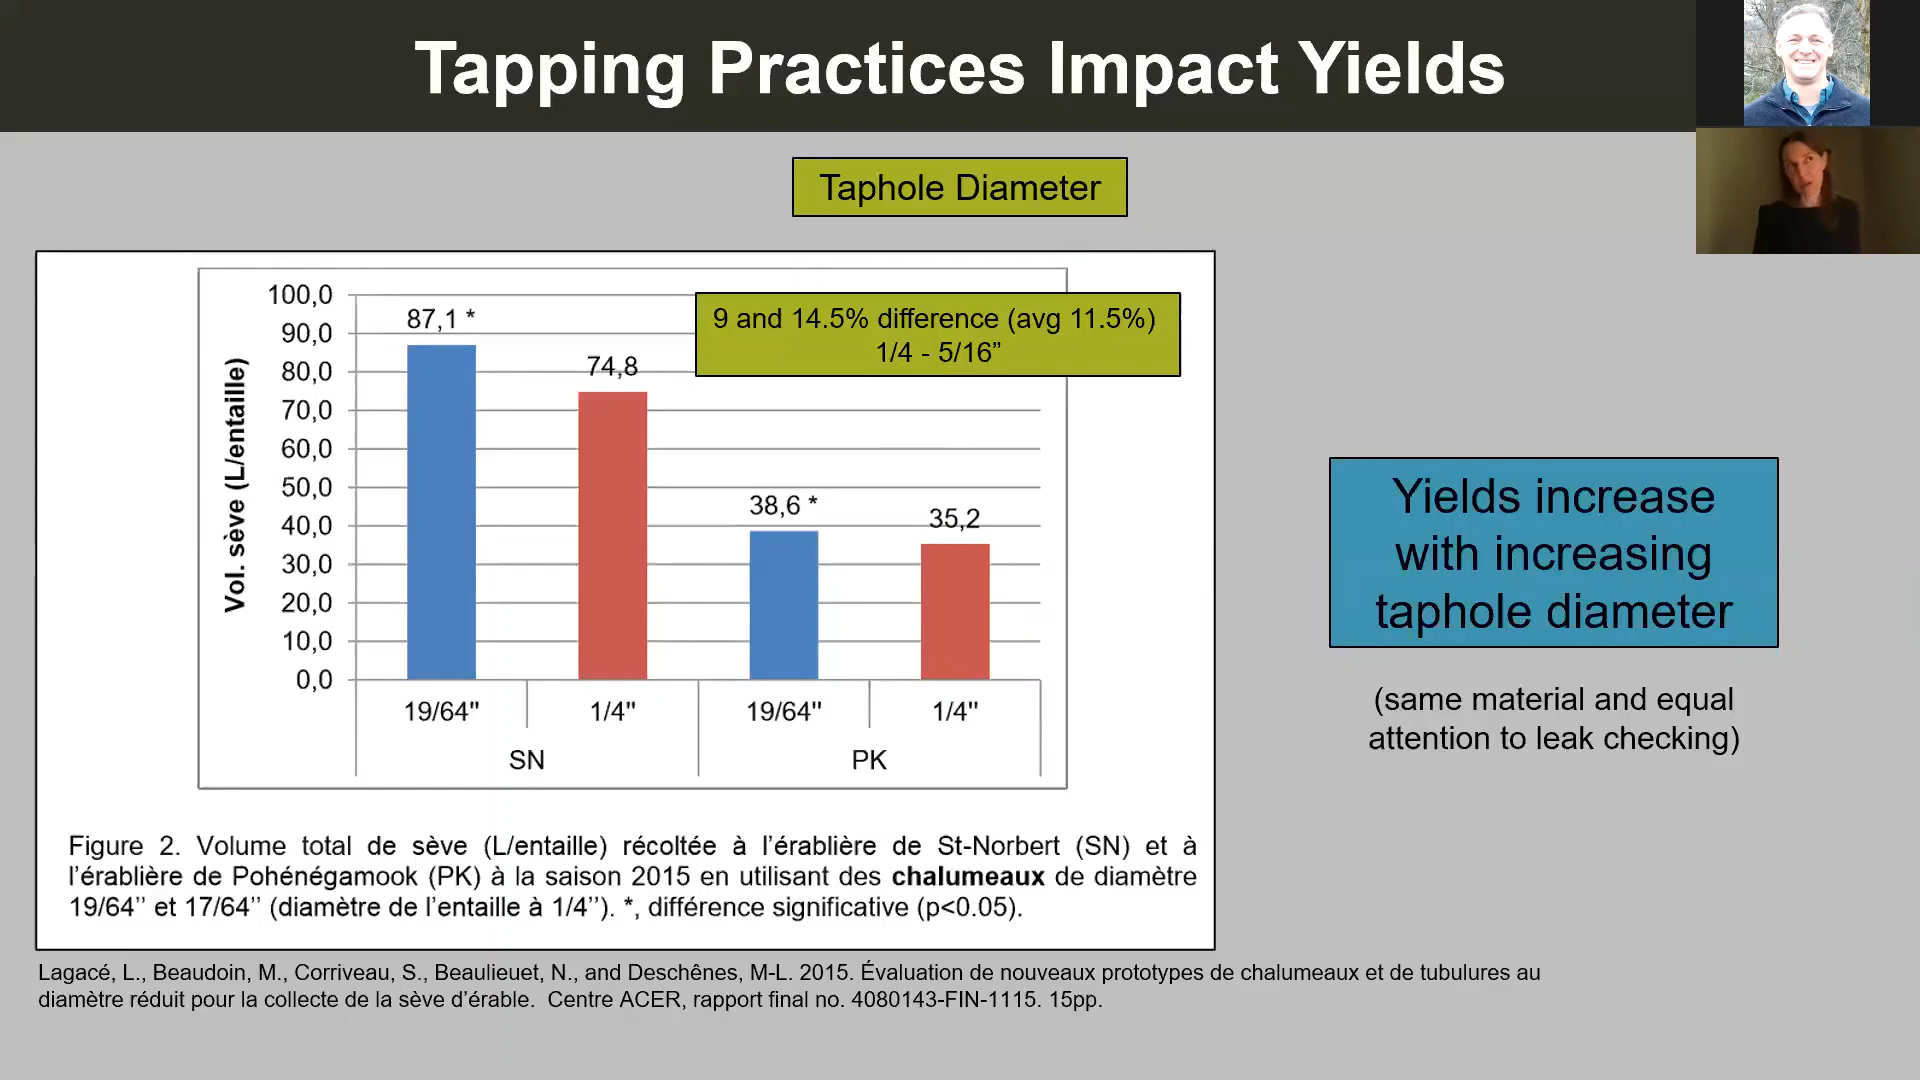 Tapping Practices Impact Yields
Taphole Diameter
100,0
90,0
80,0
70,0
60,0
50,0
40,0
30,0
20,0
10,0
0,0
Vol. sève (L/entaille)
87,1 *
74,8
38,6 *
35,2
9 and 14.5% difference (avg 11.5%)
1/4 - 5/16”
19/64"
1/4"
19/64"
1/4"
SN
PK
Figure 2. Volume total de sève (L/entaille) récoltée à l’érablière de St-Norbert (SN) et à
l’érablière de Pohénégamook (PK) à la saison 2015 en utilisant des chalumeaux de diamètre
19/64’’ et 17/64’’ (diamètre de l’entaille à 1/4’’). *, différence significative (p<0.05).
Yields increase
with increasing
taphole diameter
(same material and equal
attention to leak checking)
Lagacé, L., Beaudoin, M., Corriveau, S., Beaulieuet, N., and Deschênes, M-L. 2015. Évaluation de nouveaux prototypes de chalumeaux et de tubulures au
diamètre réduit pour la collecte de la sève d’érable. Centre ACER, rapport final no. 4080143-FIN-1115. 15pp.